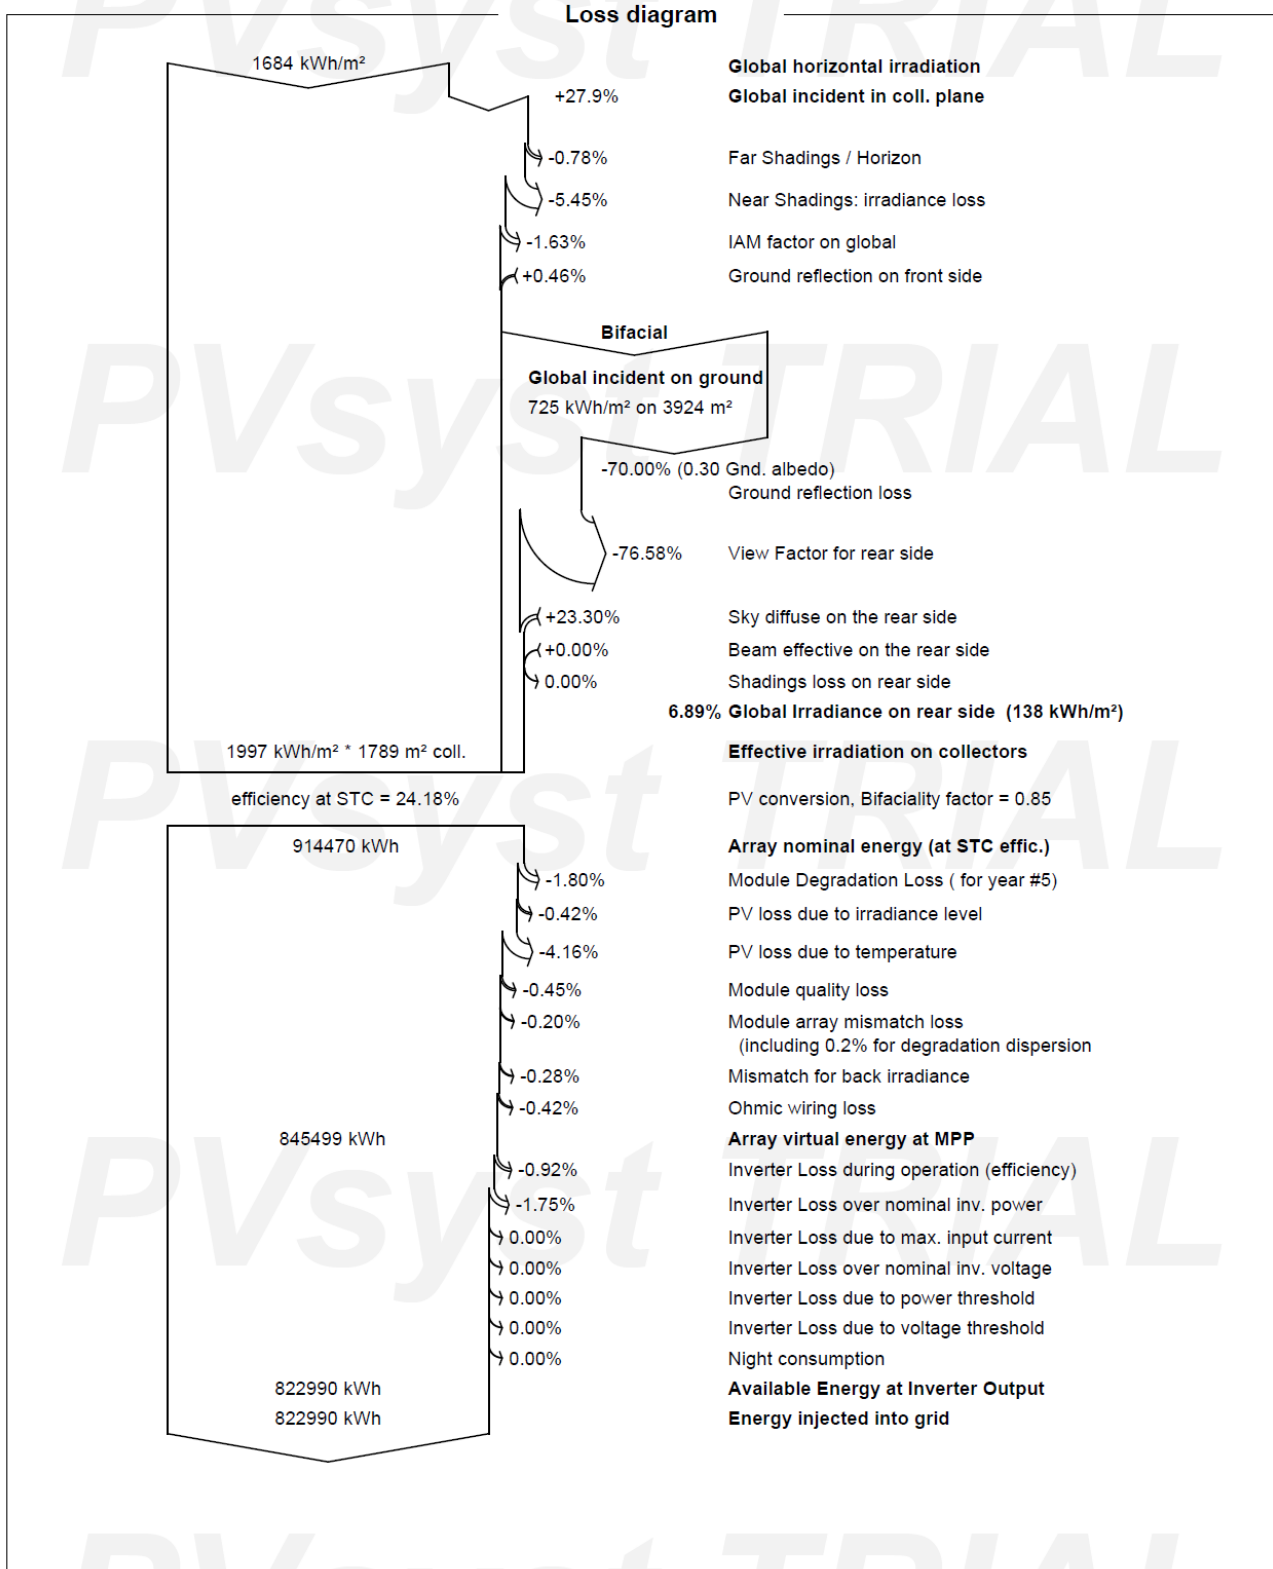 Loss diagram
1684 kWh/m² Global horizontal irradiation
+27.9% Global incident in coll. plane
-0.78% Far Shadings / Horizon
-5.45% Near Shadings: irradiance loss
-1.63% IAM factor on global
+0.46% Ground reflection on front side
Bifacial
Global incident on ground
725 kWh/m² on 3924 m²
-70.00% (0.30 Gnd. albedo)
Ground reflection loss
-76.58% View Factor for rear side
+23.30% Sky diffuse on the rear side
+0.00% Beam effective on the rear side
0.00% Shadings loss on rear side
6.89% Global Irradiance on rear side (138 kWh/m²)
1997 kWh/m² * 1789 m² coll. Effective irradiation on collectors
efficiency at STC = 24.18% PV conversion, Bifaciality factor = 0.85
914470 kWh Array nominal energy (at STC effic.)
-1.80% Module Degradation Loss ( for year #5)
-0.42% PV loss due to irradiance level
-4.16% PV loss due to temperature
-0.45% Module quality loss
-0.20% Module array mismatch loss
(including 0.2% for degradation dispersion
-0.28% Mismatch for back irradiance
-0.42% Ohmic wiring loss
845499 kWh Array virtual energy at MPP
-0.92% Inverter Loss during operation (efficiency)
-1.75% Inverter Loss over nominal inv. power
0.00% Inverter Loss due to max. input current
0.00% Inverter Loss over nominal inv. voltage
0.00% Inverter Loss due to power threshold
0.00% Inverter Loss due to voltage threshold
0.00% Night consumption
822990 kWh Available Energy at Inverter Output
822990 kWh Energy injected into grid
PVsyst TRIAL
PVsyst TRIAL
PVsyst TRIAL
PVsyst TRIAL
PVsyst TRIAL